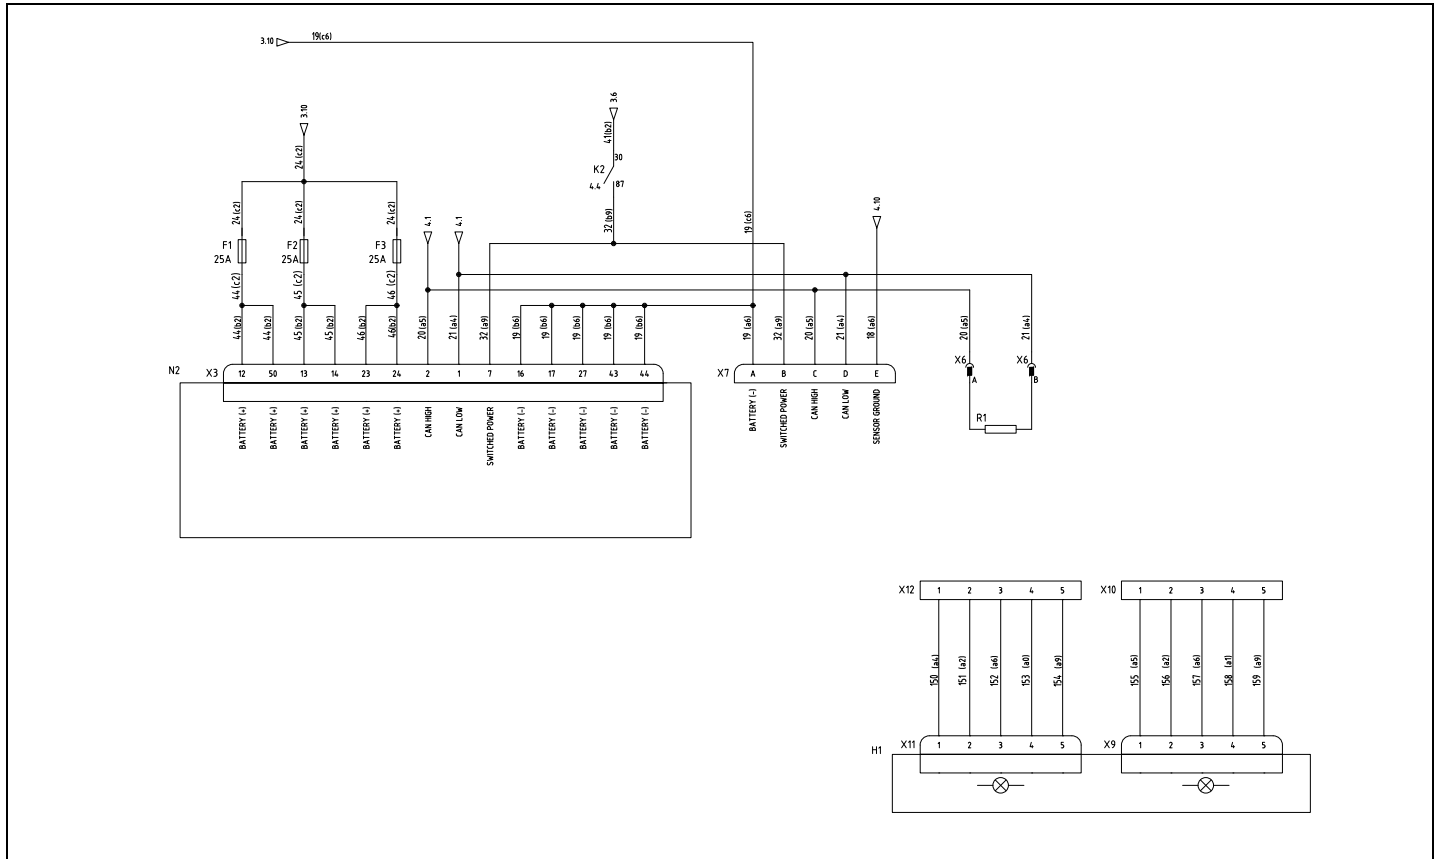 3.10 19(c6)
3.10
3.6
24 (c2)
41(b2)
30
K2
4.4 87
24 (c2) 24 (c2) 24 (c2) 4.1 4.1 32 (b9) 19 (c6) 4.10
F1 F2 F3
25A 25A 25A
44 (c2) 45 (c2) 46 (c2)
44(b2) 44(b2) 45(b2) 45(b2) 46 (b2) 46(b2) 20 (a5) 21 (a4) 32 (a9) 19 (b6) 19 (b6) 19 (b6) 19 (b6) 19 (b6) 19 (a6) 32 (a9) 20 (a5) 21 (a4) 18 (a6) 20 (a5) 21 (a4)
X6 X6
N2 X3 12 50 13 14 23 24 2 1 7 16 17 27 43 44 X7 A B C D E
A B
BATTERY (+) BATTERY (+) BATTERY (+) BATTERY (+) BATTERY (+) BATTERY (+) CAN HIGH CAN LOW SWITCHED POWER BATTERY (-) BATTERY (-) BATTERY (-) BATTERY (-) BATTERY (-) BATTERY (-) SWITCHED POWER CAN HIGH CAN LOW SENSOR GROUND
R1
X12 1 2 3 4 5 X10 1 2 3 4 5
150 (a4) 151 (a2) 152 (a6) 153 (a0) 154 (a9) 155 (a5) 156 (a2) 157 (a6) 158 (a1) 159 (a9)
H1 X11 1 2 3 4 5 X9 1 2 3 4 5